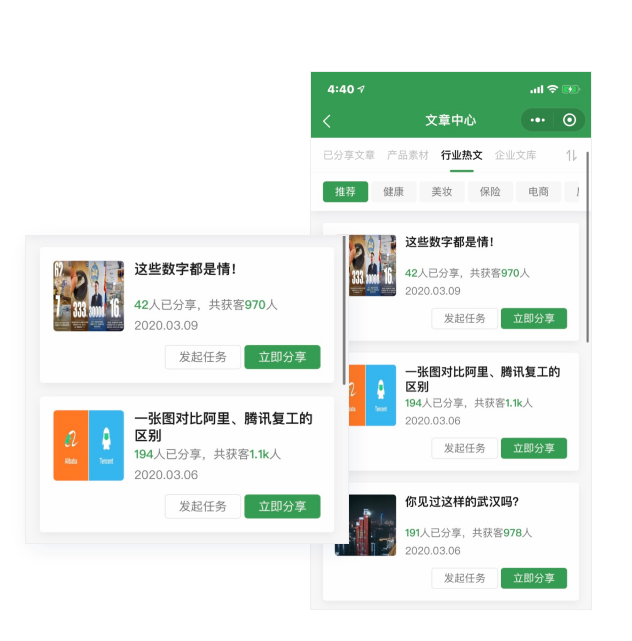 4:40
文章中心
已分享文章 产品素材 行业热文 企业文库
推荐 健康 美妆 保险 电商
这些数字都是情！
42人已分享，共获客970人
2020.03.09
发起任务 立即分享
一张图对比阿里、腾讯复工的
区别
194人已分享，共获客1.1k人
2020.03.06
发起任务 立即分享
你见过这样的武汉吗？
191人已分享，共获客978人
2020.03.06
发起任务 立即分享
333
16
Tencent
62
7
333
16
这些数字都是情！
42人已分享，共获客970人
2020.03.09
发起任务 立即分享
Alibaba
Tencent
一张图对比阿里、腾讯复工的
区别
194人已分享，共获客1.1k人
2020.03.06
发起任务 立即分享